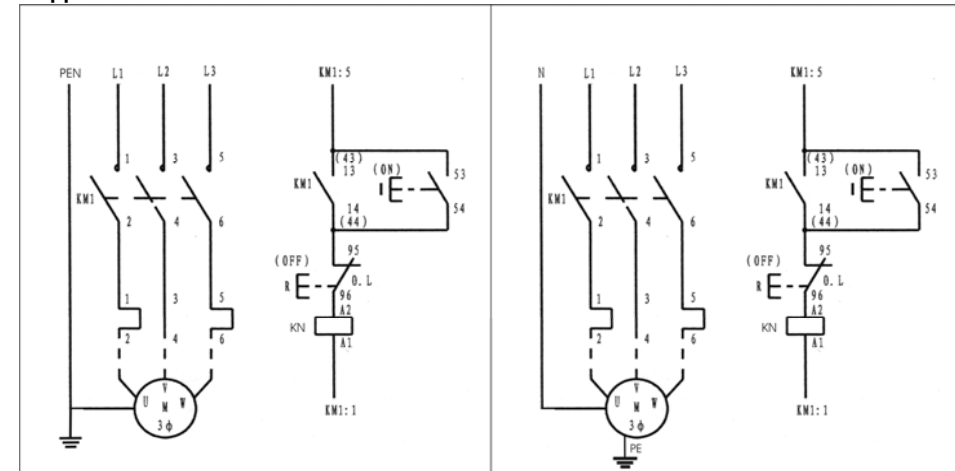 PEN L1 L2 L3 KM1:5
(43)
1 3 5 13 (ON) 53
KM1 KM1 I
2 4 6 14 54
(44)
95
(OFF)
R O.L
1 3 5 96
A2
KN
2 4 6 A1
V
U M W KM1:1
3ϕ
N L1 L2 L3 KM1:5
(43)
1 3 5 13 (ON) 53
KM1 KM1 I
2 4 6 14 54
(44)
95
(OFF)
R O.L
1 3 5 96
A2
KN
2 4 6 A1
V
U M W KM1:1
3ϕ
PE